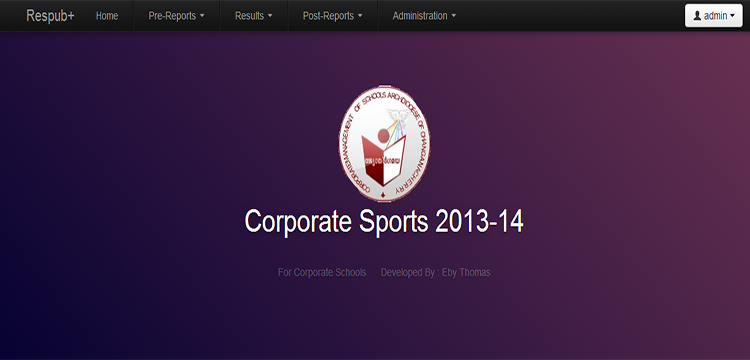 Respub+ Home Pre-Reports Results Post-Reports Administration admin
CORPORATE MANAGEMENT OF SCHOOLS ARCHDIOCESE OF CHANGANACHERRY
Corporate Sports 2013-14
For Corporate Schools Developed By : Eby Thomas